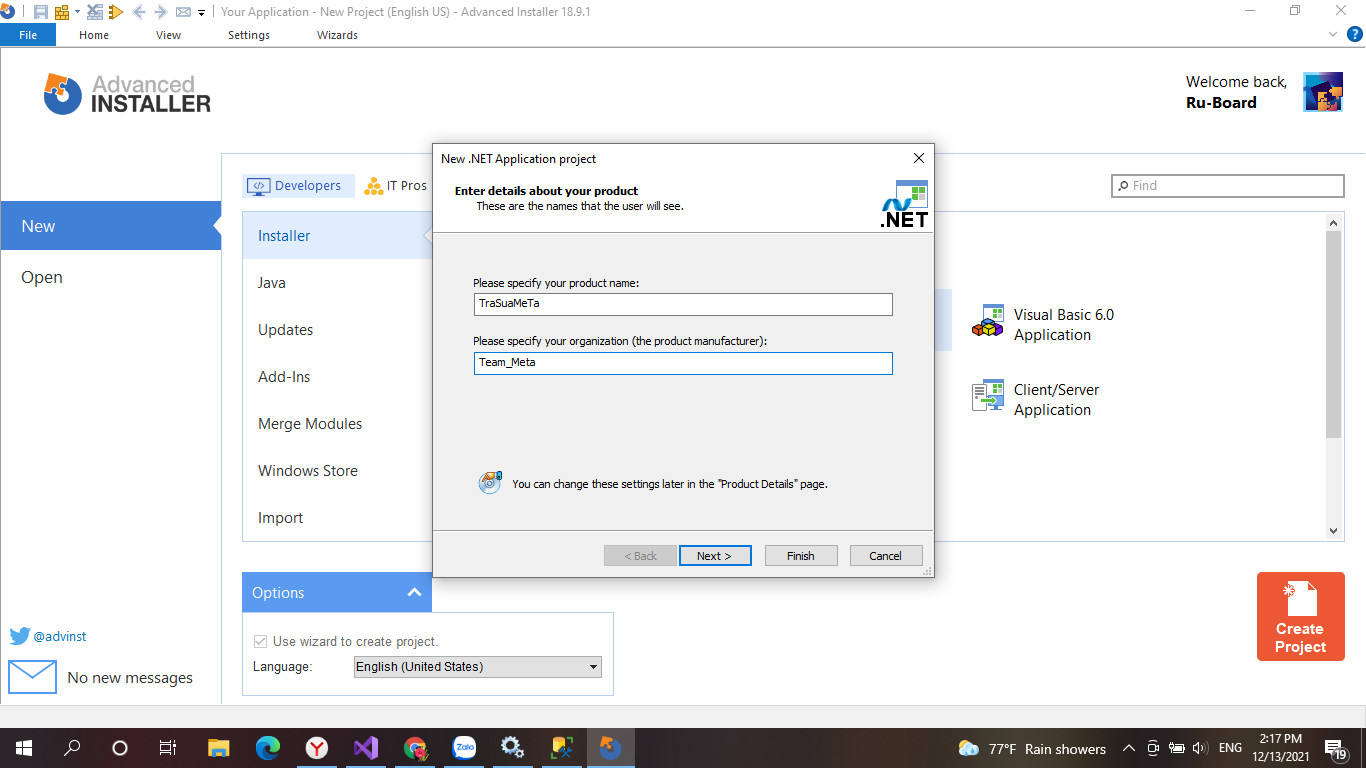 Your Application - New Project (English US) - Advanced Installer 18.9.1
File
Home
View
Settings
Wizards
?
Advanced
INSTALLER
Welcome back,
Ru-Board
New
Open
Developers
IT Pros
Find
Installer
Java
Updates
Add-Ins
Merge Modules
Windows Store
Import
New .NET Application project
Enter details about your product
These are the names that the user will see.
.NET
Please specify your product name:
TraSuaMeTa
Please specify your organization (the product manufacturer):
Team_Meta
You can change these settings later in the "Product Details" page.
< Back
Next >
Finish
Cancel
Visual Basic 6.0
Application
Client/Server
Application
Options
Use wizard to create project.
Language:
English (United States)
Create
Project
@advinst
No new messages
Zalo
77°F Rain showers
ENG
2:17 PM
12/13/2021
19